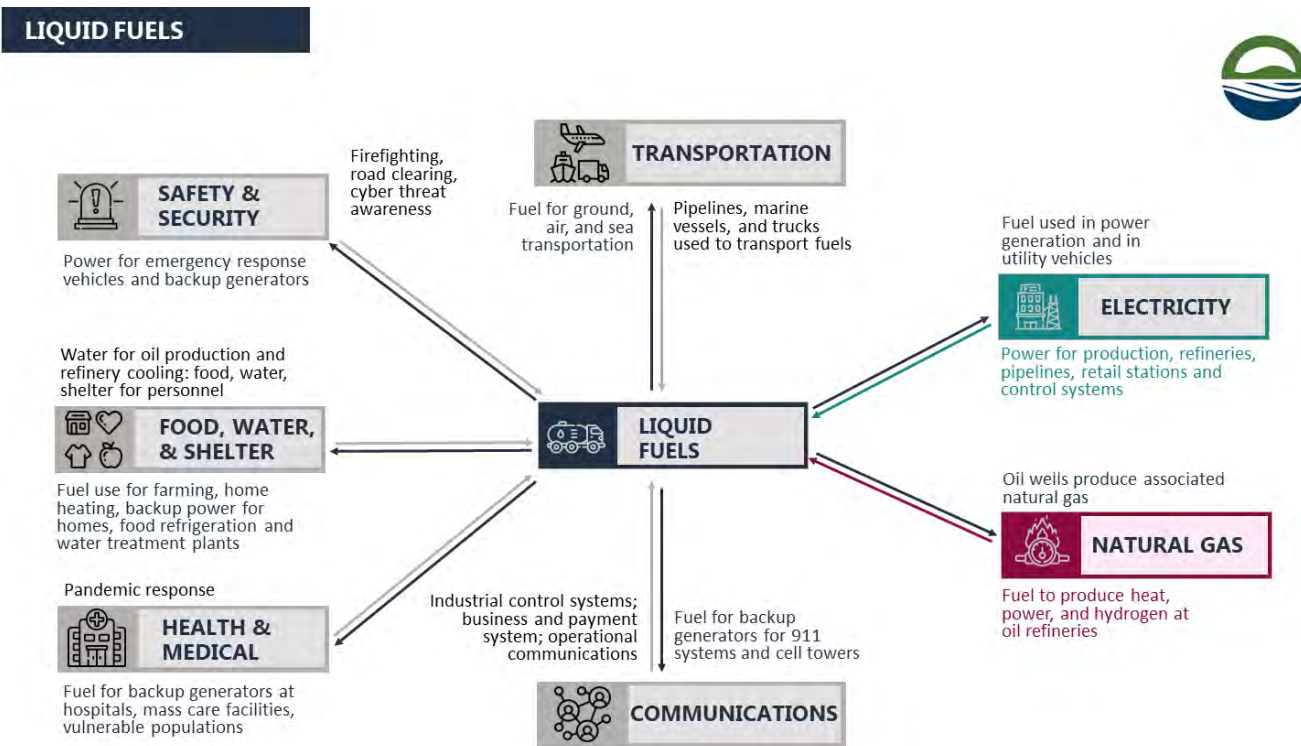 LIQUID FUELS
TRANSPORTATION
Fuel for ground,
air, and sea
transportation
Pipelines, marine
vessels, and trucks
used to transport fuels
Firefighting,
road clearing,
cyber threat
awareness
SAFETY &
SECURITY
Power for emergency response
vehicles and backup generators
Fuel used in power
generation and in
utility vehicles
ELECTRICITY
Power for production, refineries,
pipelines, retail stations and
control systems
Water for oil production and
refinery cooling: food, water,
shelter for personnel
FOOD, WATER,
& SHELTER
Fuel use for farming, home
heating, backup power for
homes, food refrigeration and
water treatment plants
LIQUID
FUELS
Oil wells produce associated
natural gas
NATURAL GAS
Fuel to produce heat,
power, and hydrogen at
oil refineries
Pandemic response
HEALTH &
MEDICAL
Fuel for backup generators at
hospitals, mass care facilities,
vulnerable populations
Industrial control systems;
business and payment
system; operational
communications
Fuel for backup
generators for 911
systems and cell towers
COMMUNICATIONS